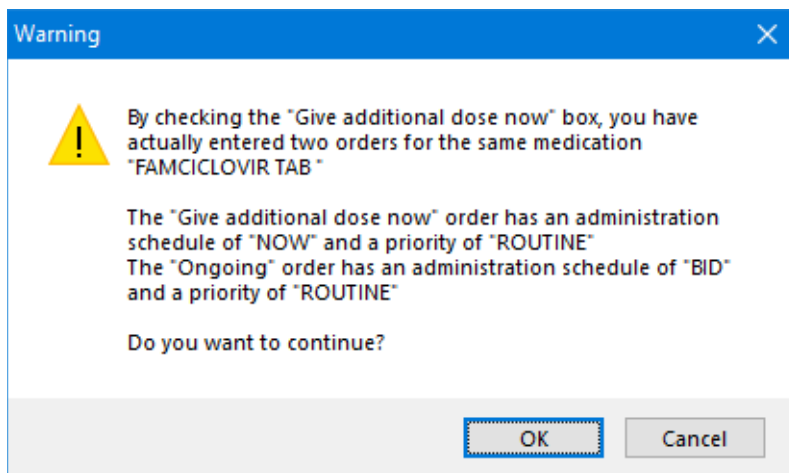 Warning
By checking the "Give additional dose now" box, you have
actually entered two orders for the same medication
"FAMCICLOVIR TAB "
The "Give additional dose now" order has an administration
schedule of "NOW" and a priority of "ROUTINE"
The "Ongoing" order has an administration schedule of "BID"
and a priority of "ROUTINE"
Do you want to continue?
OK
Cancel